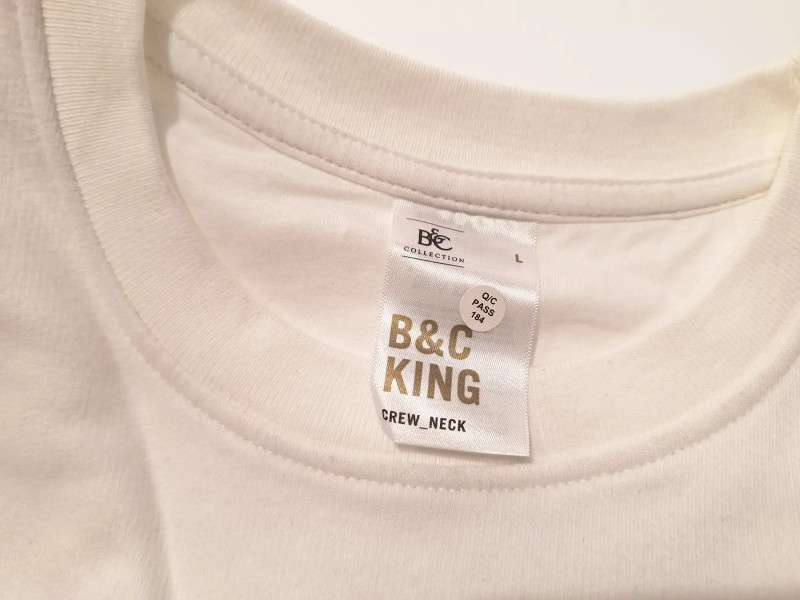 B&C
COLLECTION
L
Q/C
PASS
184
B&C
KING
CREW_NECK